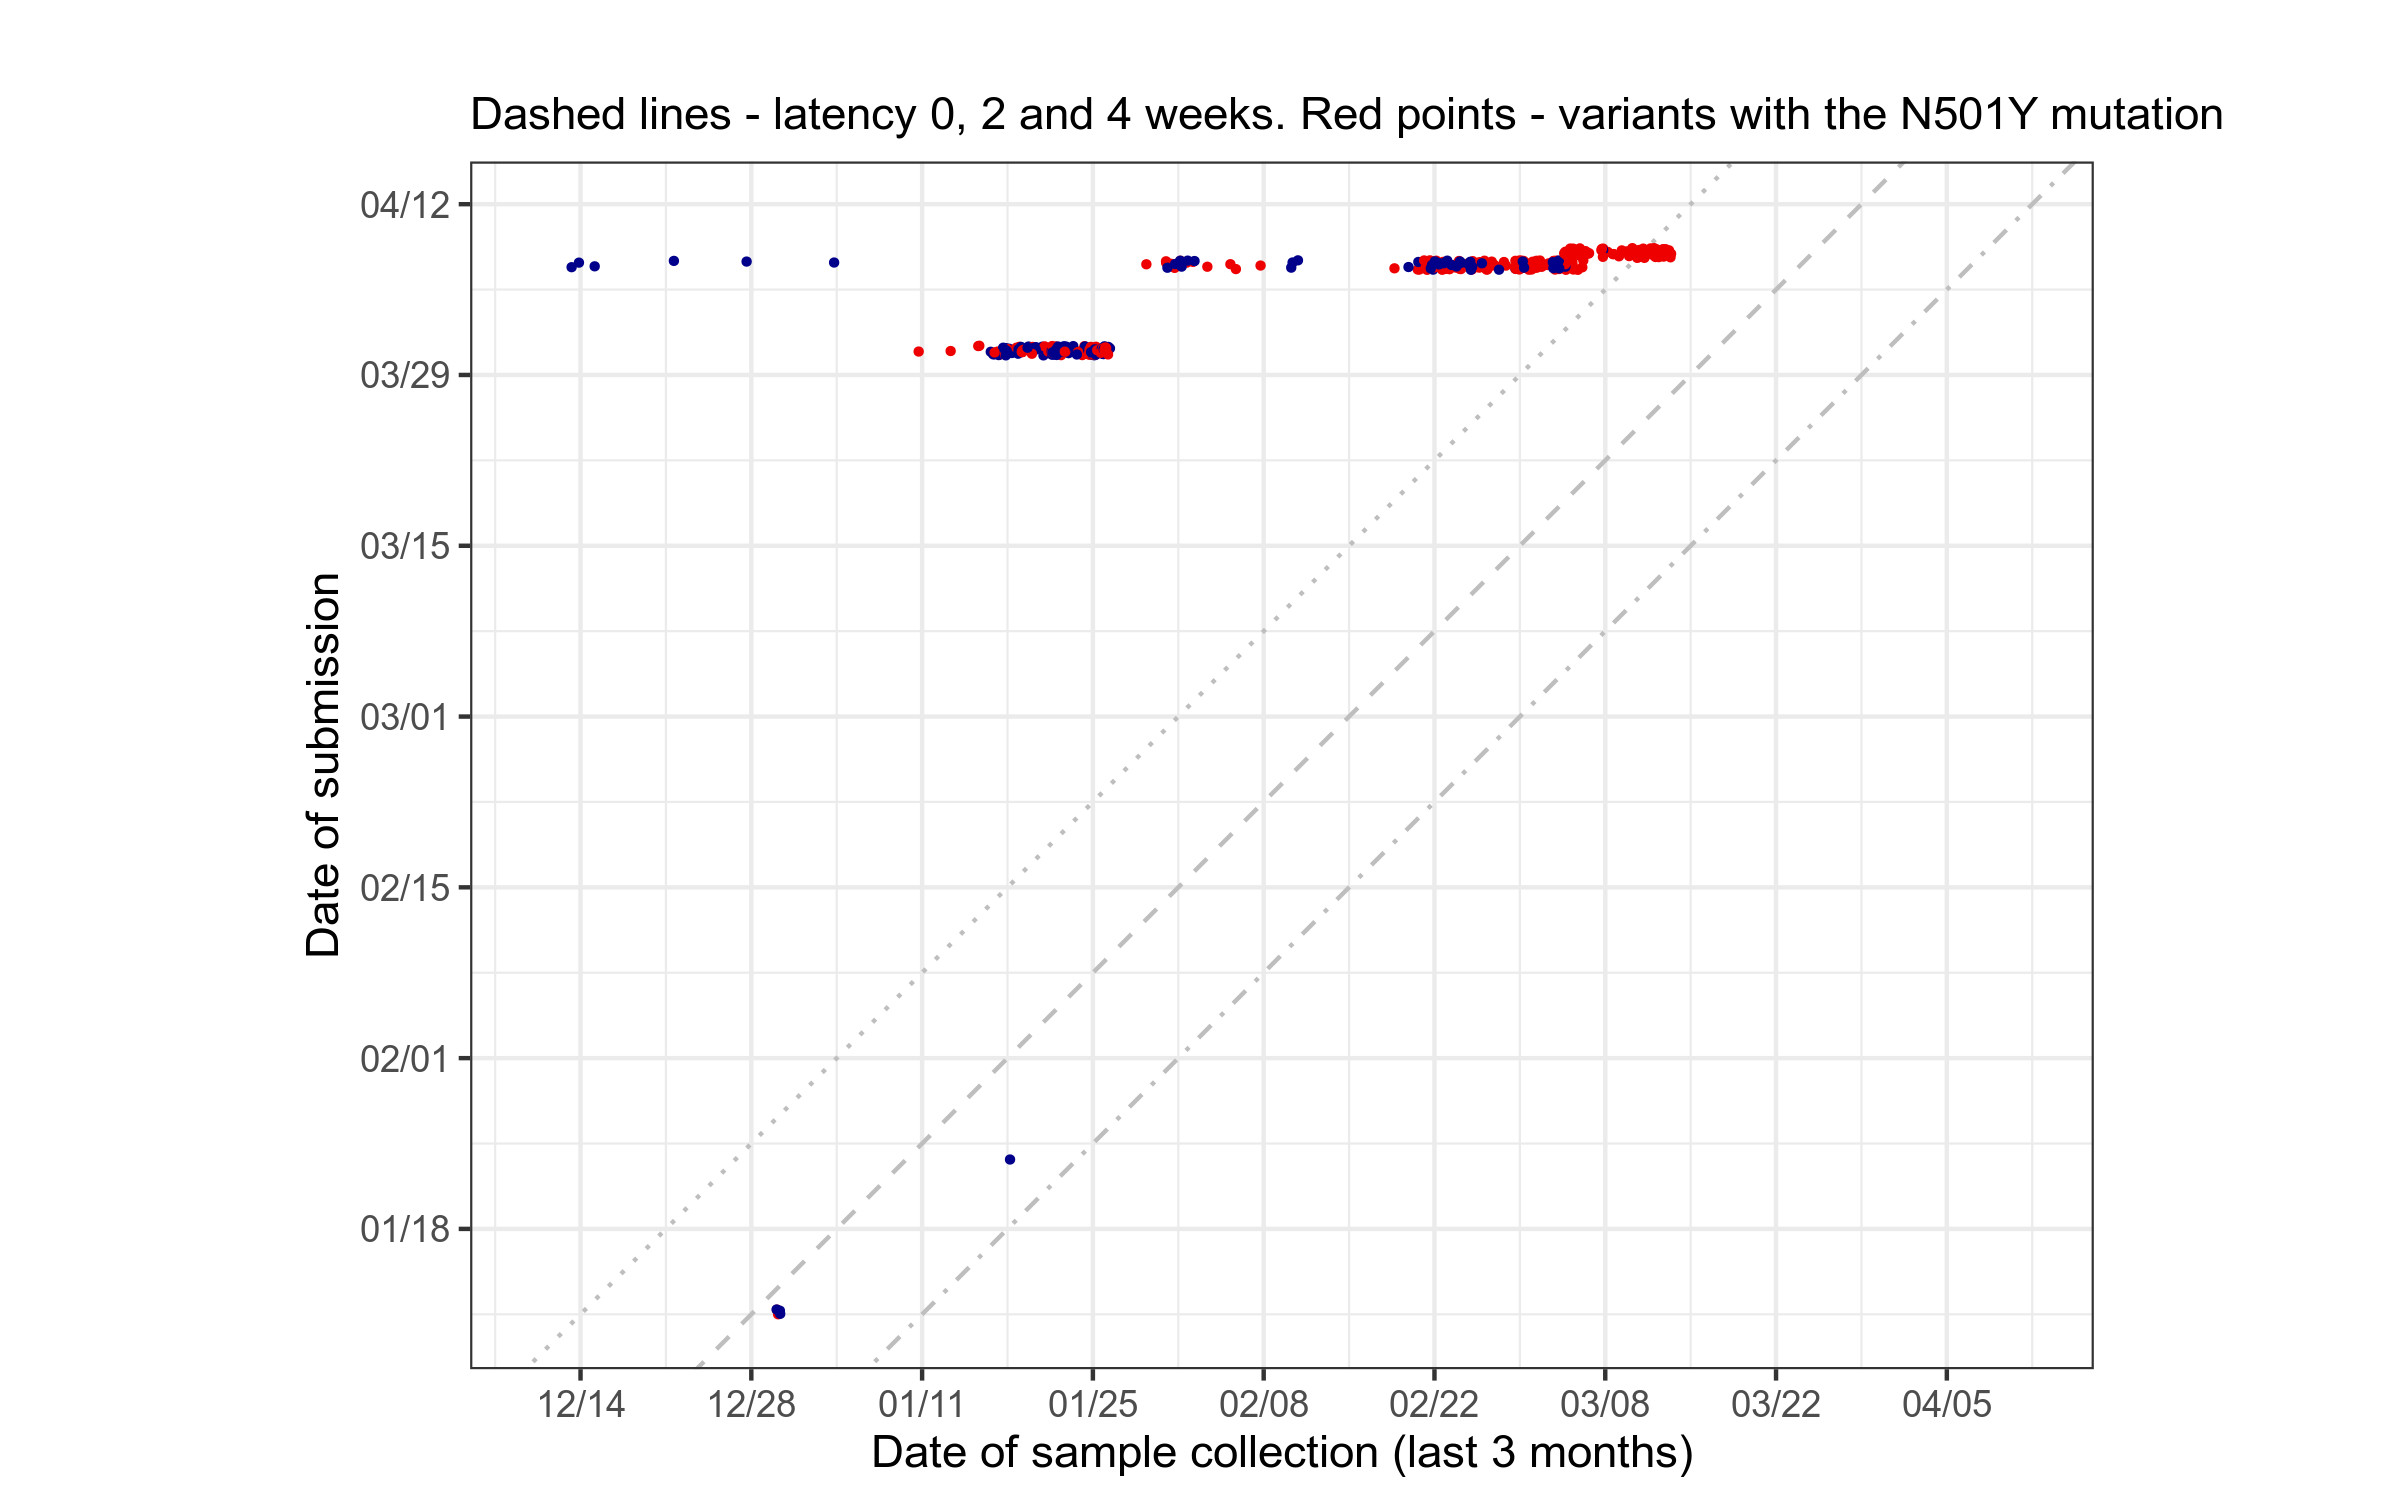 Dashed lines - latency 0, 2 and 4 weeks. Red points - variants with the N501Y mutation
Date of submission
04/12
03/29
03/15
03/01
02/15
02/01
01/18
12/14 12/28 01/11 01/25 02/08 02/22 03/08 03/22 04/05
Date of sample collection (last 3 months)